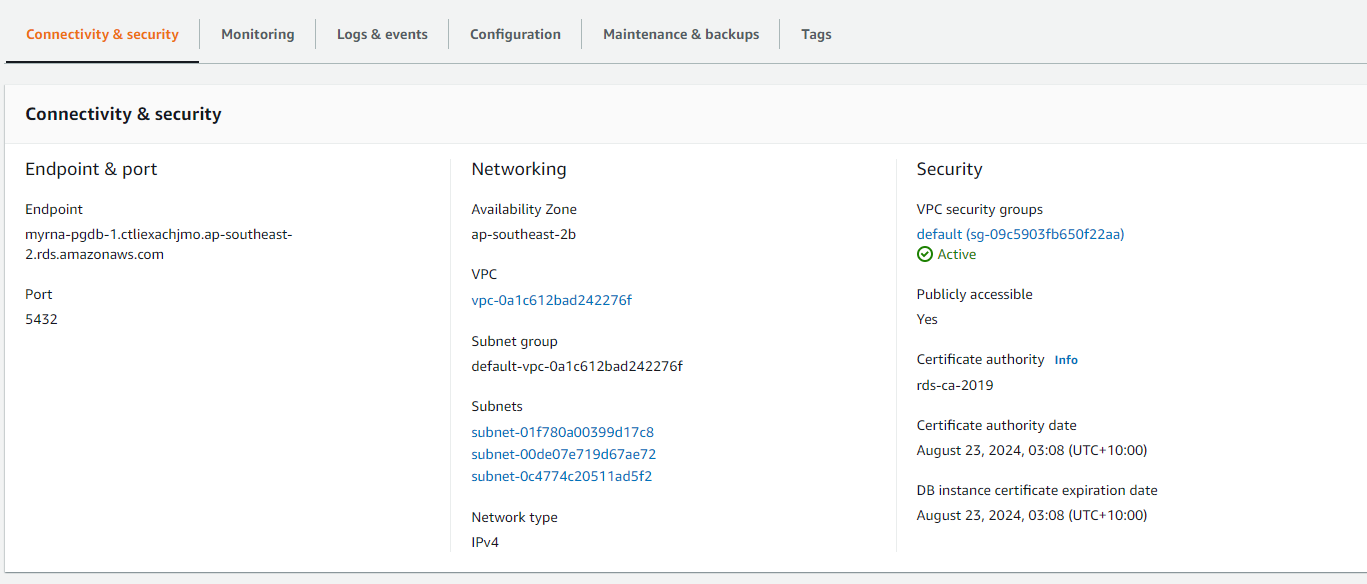 Connectivity & security
Monitoring
Logs & events
Configuration
Maintenance & backups
Tags
Connectivity & security
Endpoint & port
Endpoint
myrna-pgdb-1.ctliexachjmo.ap-southeast-
2.rds.amazonaws.com
Port
5432
Networking
Availability Zone
ap-southeast-2b
VPC
vpc-0a1c612bad242276f
Subnet group
default-vpc-0a1c612bad242276f
Subnets
subnet-01f780a00399d17c8
subnet-00de07e719d67ae72
subnet-0c4774c20511ad5f2
Network type
IPv4
Security
VPC security groups
default (sg-09c5903fb650f22aa)
Active
Publicly accessible
Yes
Certificate authority Info
rds-ca-2019
Certificate authority date
August 23, 2024, 03:08 (UTC+10:00)
DB instance certificate expiration date
August 23, 2024, 03:08 (UTC+10:00)